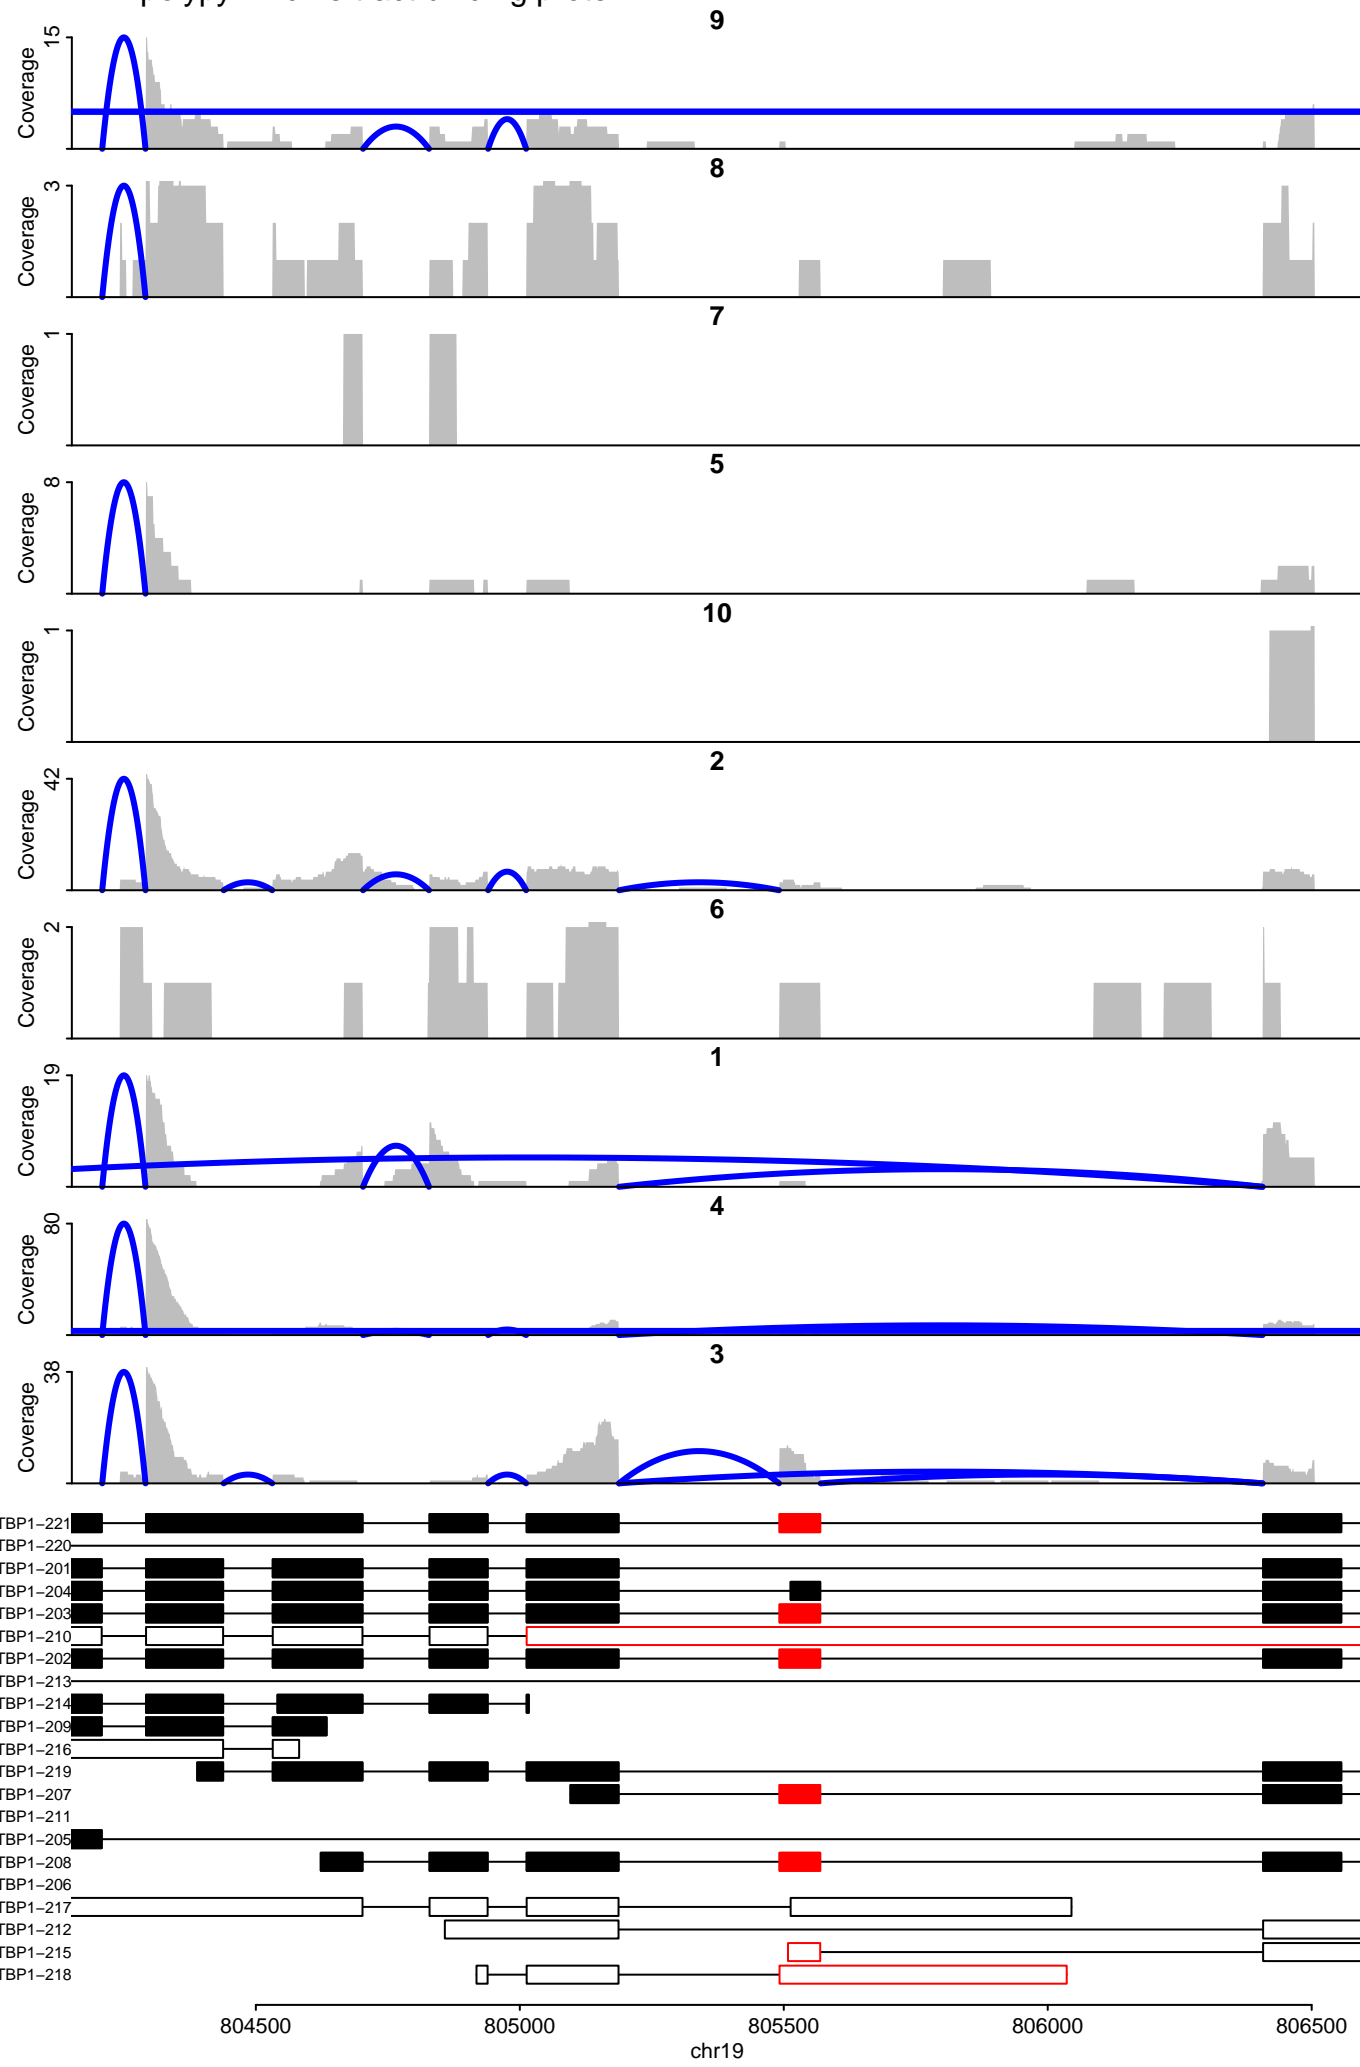 9
15
Coverage
8
3
Coverage
7
1
Coverage
5
8
Coverage
10
1
Coverage
2
42
Coverage
6
2
Coverage
1
19
Coverage
4
80
Coverage
3
38
Coverage
TBP1−221
TBP1−220
TBP1−201
TBP1−204
TBP1−203
TBP1−210
TBP1−202
TBP1−213
TBP1−214
TBP1−209
TBP1−216
TBP1−219
TBP1−207
TBP1−211
TBP1−205
TBP1−208
TBP1−206
TBP1−217
TBP1−212
TBP1−215
TBP1−218
804500 805000 805500 806000 806500
chr19